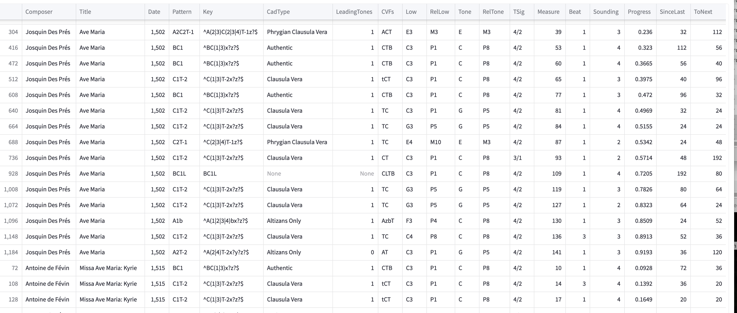 Composer Title Date Pattern Key CadType LeadingTones CVFs Low RelLow Tone RelTone TSig Measure Beat Sounding Progress SinceLast ToNext
304 Josquin Des Prés Ave Maria 1,502 A2C2T-1 ^A(2|3)C(2|3|4)T-1z?$ Phrygian Clausula Vera 1 ACT E3 M3 E M3 4/2 39 1 3 0.236 32 112
416 Josquin Des Prés Ave Maria 1,502 BC1 ^BC(1|3)x?z?$ Authentic 1 CTB C3 P1 C P8 4/2 53 1 4 0.323 112 56
472 Josquin Des Prés Ave Maria 1,502 BC1 ^BC(1|3)x?z?$ Authentic 1 CTB C3 P1 C P8 4/2 60 1 4 0.3665 56 40
512 Josquin Des Prés Ave Maria 1,502 C1T-2 ^C(1|3)T-2x?z?$ Clausula Vera 1 tCT C3 P1 C P8 4/2 65 1 3 0.3975 40 96
608 Josquin Des Prés Ave Maria 1,502 BC1 ^BC(1|3)x?z?$ Authentic 1 CTB C3 P1 C P8 4/2 77 1 3 0.472 96 32
640 Josquin Des Prés Ave Maria 1,502 C1T-2 ^C(1|3)T-2x?z?$ Clausula Vera 1 TC C3 P1 G P5 4/2 81 1 4 0.4969 32 24
664 Josquin Des Prés Ave Maria 1,502 C1T-2 ^C(1|3)T-2x?z?$ Clausula Vera 1 TC G3 P5 G P5 4/2 84 1 4 0.5155 24 24
688 Josquin Des Prés Ave Maria 1,502 C2T-1 ^C(2|3|4)T-1z?$ Phrygian Clausula Vera 1 TC E4 M10 E M3 4/2 87 1 2 0.5342 24 48
736 Josquin Des Prés Ave Maria 1,502 C1T-2 ^C(1|3)T-2x?z?$ Clausula Vera 1 CT C3 P1 C P8 3/1 93 1 2 0.5714 48 192
928 Josquin Des Prés Ave Maria 1,502 BC1L BC1L None None CLTB C3 P1 C P8 4/2 109 1 4 0.7205 192 80
1,008 Josquin Des Prés Ave Maria 1,502 C1T-2 ^C(1|3)T-2x?z?$ Clausula Vera 1 TC G3 P5 G P5 4/2 119 1 3 0.7826 80 64
1,072 Josquin Des Prés Ave Maria 1,502 C1T-2 ^C(1|3)T-2x?z?$ Clausula Vera 1 TC G3 P5 G P5 4/2 127 1 2 0.8323 64 24
1,096 Josquin Des Prés Ave Maria 1,502 A1b ^A(1|2|3|4)bx?z?$ Altizans Only 1 AzbT F3 P4 C P8 4/2 130 1 3 0.8509 24 52
1,148 Josquin Des Prés Ave Maria 1,502 C1T-2 ^C(1|3)T-2x?z?$ Clausula Vera 1 TC C4 P8 C P8 4/2 136 3 3 0.8913 52 36
1,184 Josquin Des Prés Ave Maria 1,502 A2T-2 ^A(2|4)T-2x?y?z?$ Altizans Only 0 AT C3 P1 G P5 4/2 141 1 3 0.9193 36 120
72 Antoine de Févin Missa Ave Maria: Kyrie 1,515 BC1 ^BC(1|3)x?z?$ Authentic 1 CTB C3 P1 C P8 4/2 10 1 4 0.0928 72 36
108 Antoine de Févin Missa Ave Maria: Kyrie 1,515 C1T-2 ^C(1|3)T-2x?z?$ Clausula Vera 1 tCT C3 P1 C P8 4/2 14 3 4 0.1392 36 20
128 Antoine de Févin Missa Ave Maria: Kyrie 1,515 C1T-2 ^C(1|3)T-2x?z?$ Clausula Vera 1 tCT C3 P1 C P8 4/2 17 1 4 0.1649 20 20